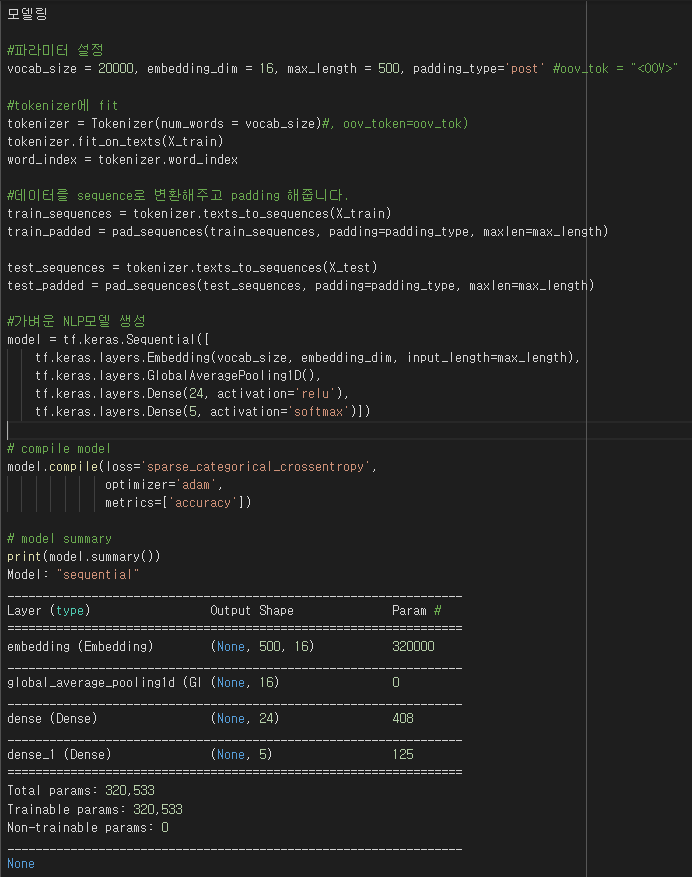 모델링
#파라미터 설정
vocab_size = 20000, embedding_dim = 16, max_length = 500, padding_type='post' #oov_tok = "<OOV>"
#tokenizer에 fit
tokenizer = Tokenizer(num_words = vocab_size)#, oov_token=oov_tok)
tokenizer.fit_on_texts(X_train)
word_index = tokenizer.word_index
#데이터를 sequence로 변환해주고 padding 해줍니다.
train_sequences = tokenizer.texts_to_sequences(X_train)
train_padded = pad_sequences(train_sequences, padding=padding_type, maxlen=max_length)
test_sequences = tokenizer.texts_to_sequences(X_test)
test_padded = pad_sequences(test_sequences, padding=padding_type, maxlen=max_length)
#가벼운 NLP모델 생성
model = tf.keras.Sequential([
    tf.keras.layers.Embedding(vocab_size, embedding_dim, input_length=max_length),
    tf.keras.layers.GlobalAveragePooling1D(),
    tf.keras.layers.Dense(24, activation='relu'),
    tf.keras.layers.Dense(5, activation='softmax')])
# compile model
model.compile(loss='sparse_categorical_crossentropy',
              optimizer='adam',
              metrics=['accuracy'])
# model summary
print(model.summary())
Model: "sequential"
_________________________________________________________________
Layer (type)                 Output Shape              Param #
=================================================================
embedding (Embedding)        (None, 500, 16)           320000
_________________________________________________________________
global_average_pooling1d (Gl (None, 16)                0
_________________________________________________________________
dense (Dense)                (None, 24)                408
_________________________________________________________________
dense_1 (Dense)              (None, 5)                 125
=================================================================
Total params: 320,533
Trainable params: 320,533
Non-trainable params: 0
_________________________________________________________________
None